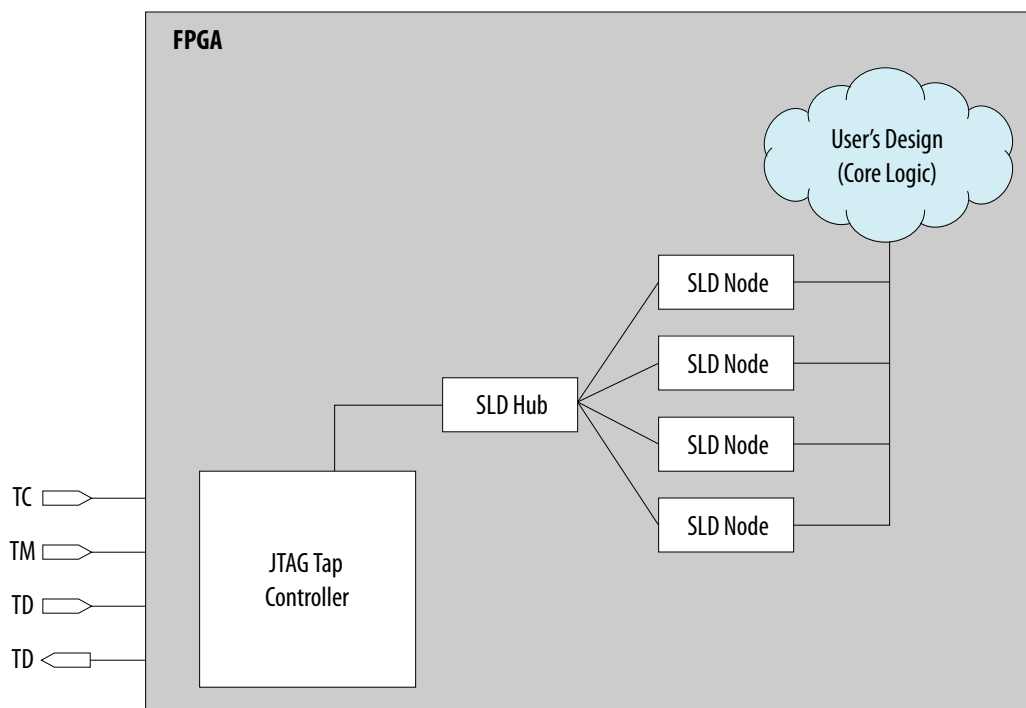 FPGA
User's Design
(Core Logic)
SLD Node
SLD Node
SLD Hub
SLD Node
SLD Node
JTAG Tap
Controller
TC
TM
TD
TD